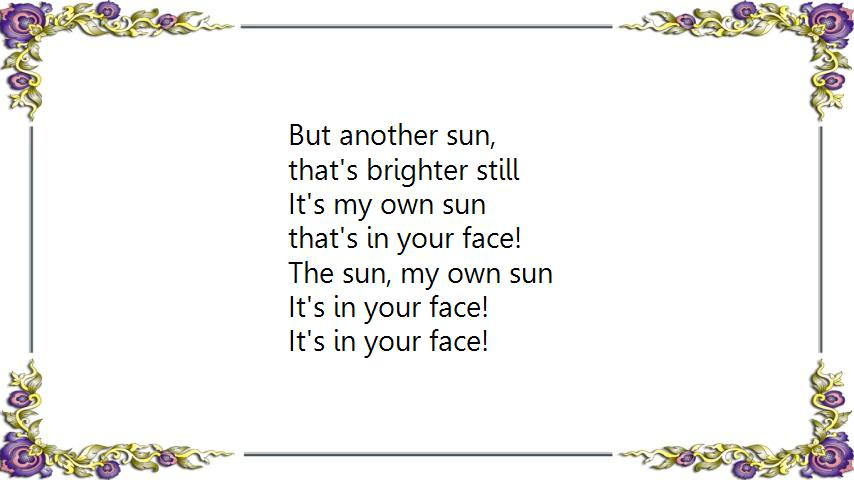 But another sun,
that's brighter still
It's my own sun
that's in your face!
The sun, my own sun
It's in your face!
It's in your face!